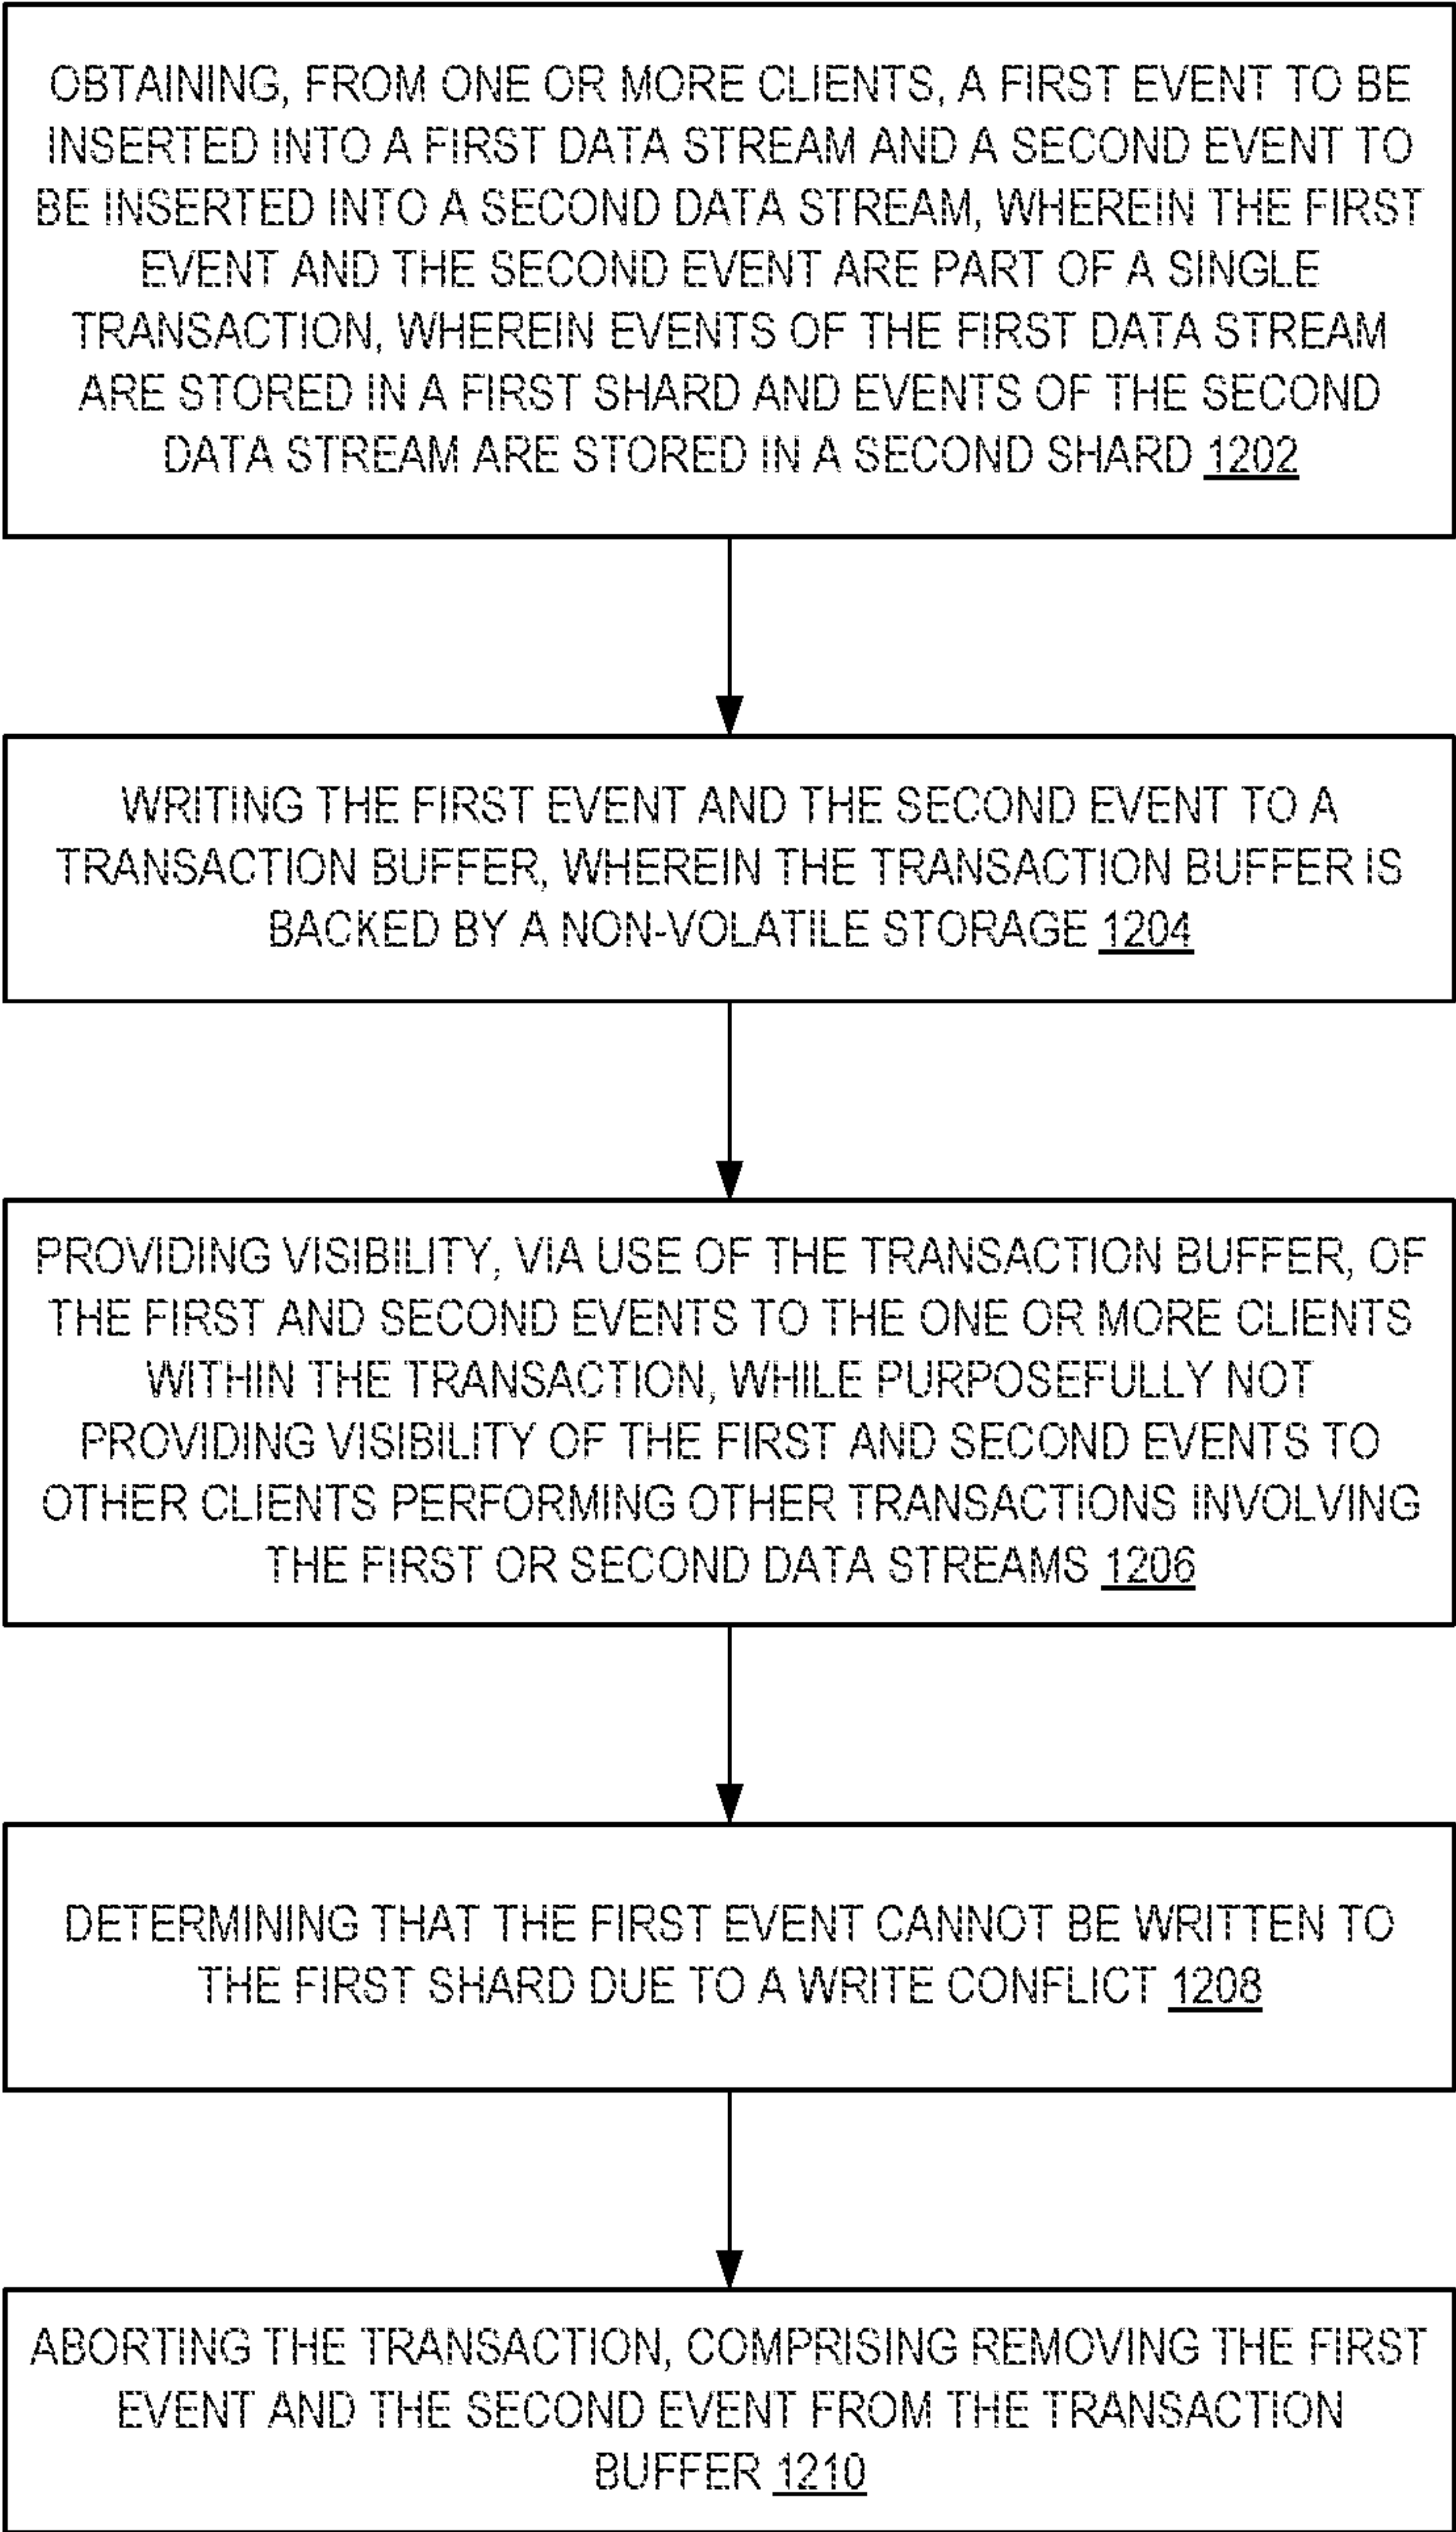 OBTAINING, FROM ONE OR MORE CLIENTS, A FIRST EVENT TO BE
INSERTED INTO A FIRST DATA STREAM AND A SECOND EVENT TO
BE INSERTED INTO A SECOND DATA STREAM, WHEREIN THE FIRST
EVENT AND THE SECOND EVENT ARE PART OF A SINGLE
TRANSACTION, WHEREIN EVENTS OF THE FIRST DATA STREAM
ARE STORED IN A FIRST SHARD AND EVENTS OF THE SECOND
DATA STREAM ARE STORED IN A SECOND SHARD 1202
WRITING THE FIRST EVENT AND THE SECOND EVENT TO A
TRANSACTION BUFFER, WHEREIN THE TRANSACTION BUFFER IS
BACKED BY A NON-VOLATILE STORAGE 1204
PROVIDING VISIBILITY, VIA USE OF THE TRANSACTION BUFFER, OF
THE FIRST AND SECOND EVENTS TO THE ONE OR MORE CLIENTS
WITHIN THE TRANSACTION, WHILE PURPOSEFULLY NOT
PROVIDING VISIBILITY OF THE FIRST AND SECOND EVENTS TO
OTHER CLIENTS PERFORMING OTHER TRANSACTIONS INVOLVING
THE FIRST OR SECOND DATA STREAMS 1206
DETERMINING THAT THE FIRST EVENT CANNOT BE WRITTEN TO
THE FIRST SHARD DUE TO A WRITE CONFLICT 1208
ABORTING THE TRANSACTION, COMPRISING REMOVING THE FIRST
EVENT AND THE SECOND EVENT FROM THE TRANSACTION
BUFFER 1210